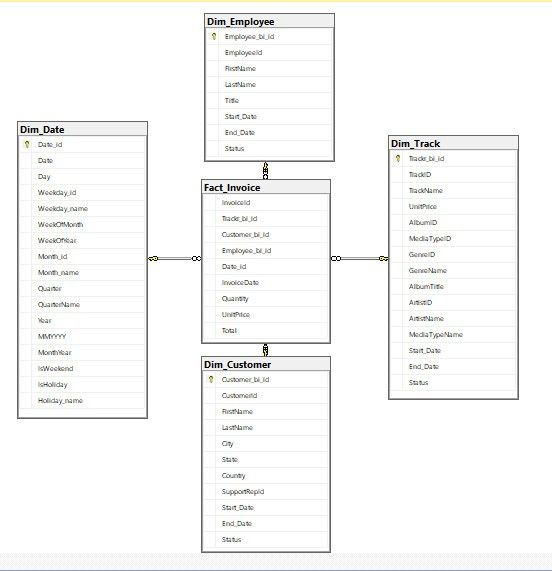 Dim_Employee
Employee_bi_id
EmployeeId
FirstName
LastName
Title
Start_Date
End_Date
Status
Dim_Date
Date_id
Date
Day
Weekday_id
Weekday_name
WeekOfMonth
WeekOfYear
Month_id
Month_name
Quarter
QuarterName
Year
MMYYYY
MonthYear
IsWeekend
IsHoliday
Holiday_name
Fact_Invoice
InvoiceId
Track_bi_id
Customer_bi_id
Employee_bi_id
Date_id
InvoiceDate
Quantity
UnitPrice
Total
Dim_Track
Track_bi_id
TrackID
TrackName
UnitPrice
AlbumID
MediaTypeID
GenreID
GenreName
AlbumTitle
ArtistID
ArtistName
MediaTypeName
Start_Date
End_Date
Status
Dim_Customer
Customer_bi_id
CustomerId
FirstName
LastName
City
State
Country
SupportRepId
Start_Date
End_Date
Status